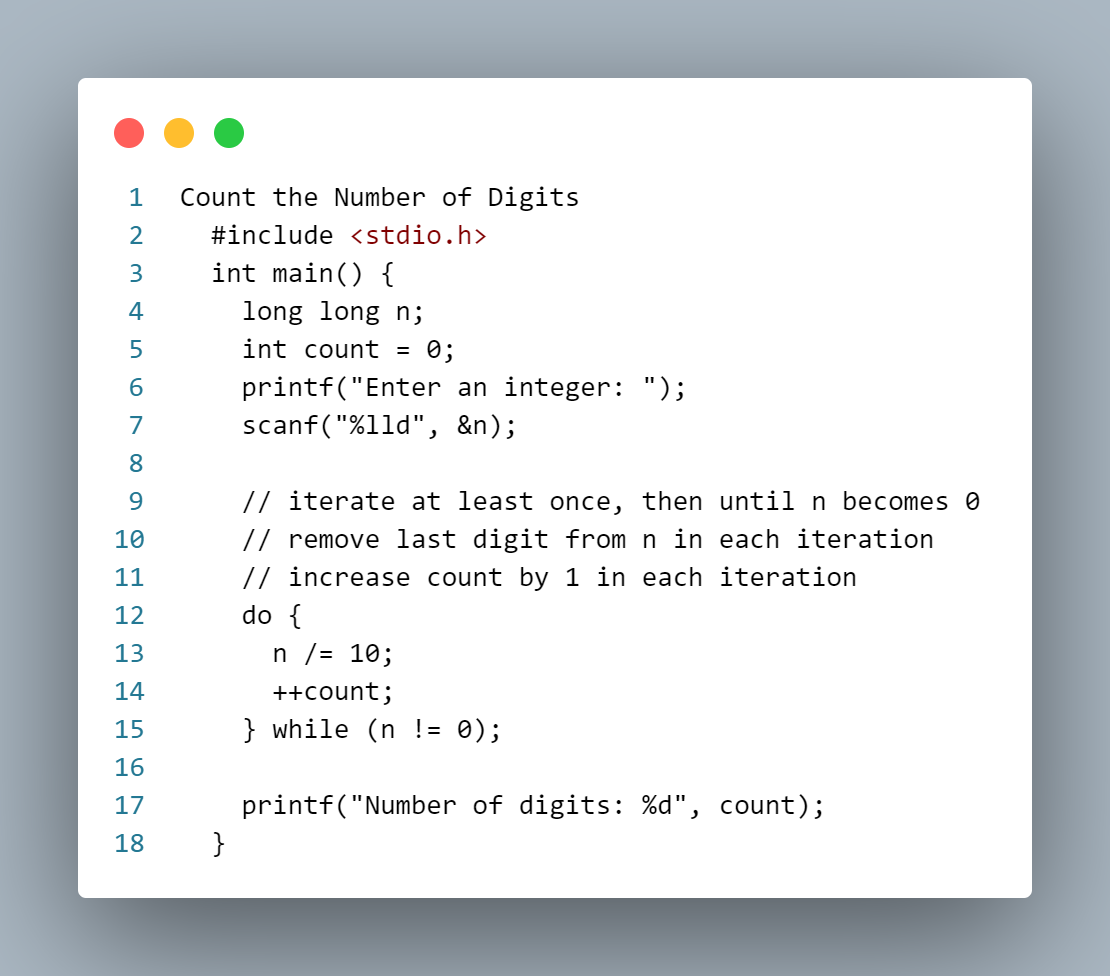 1 Count the Number of Digits
2 #include <stdio.h>
3 int main() {
4 long long n;
5 int count = 0;
6 printf("Enter an integer: ");
7 scanf("%lld", &n);
8
9 // iterate at least once, then until n becomes 0
10 // remove last digit from n in each iteration
11 // increase count by 1 in each iteration
12 do {
13 n /= 10;
14 ++count;
15 } while (n != 0);
16
17 printf("Number of digits: %d", count);
18 }